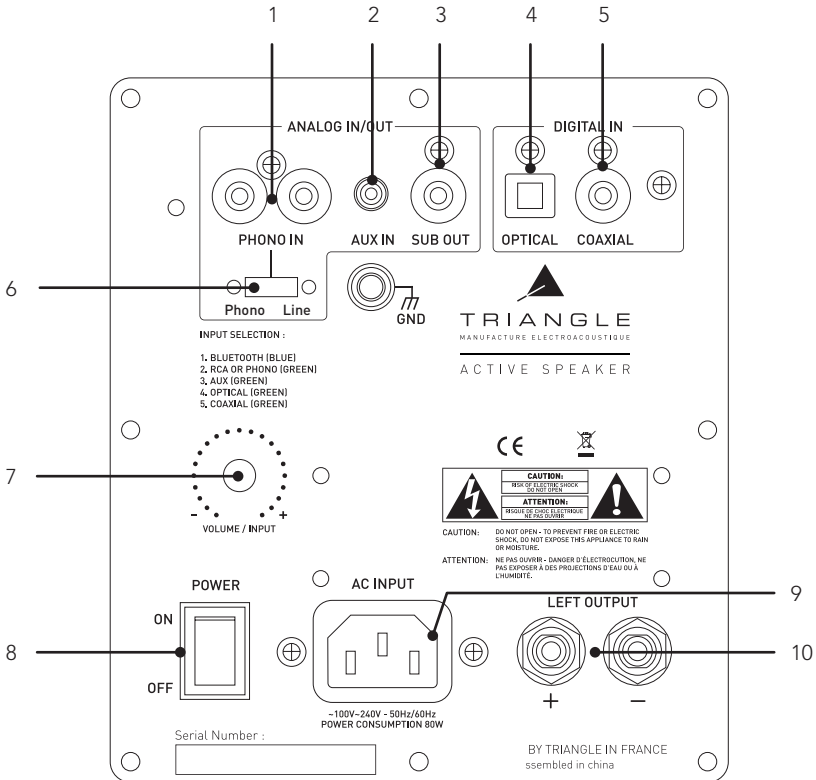 1
2
3
4
5
ANALOG IN/OUT
DIGITAL IN
PHONO IN
AUX IN
SUB OUT
OPTICAL
COAXIAL
6
Phono
Line
GND
TRIANGLE
MANUFACTURE ELECTROACOUSTIQUE
ACTIVE SPEAKER
INPUT SELECTION :
1. BLUETOOTH (BLUE)
2. RCA OR PHONO (GREEN)
3. AUX (GREEN)
4. OPTICAL (GREEN)
5. COAXIAL (GREEN)
7
- +
VOLUME / INPUT
CE
CAUTION:
RISK OF ELECTRIC SHOCK
DO NOT OPEN
ATTENTION:
RISQUE DE CHOC ELECTRIQUE
NE PAS OUVRIR
CAUTION: DO NOT OPEN - TO PREVENT FIRE OR ELECTRIC
SHOCK, DO NOT EXPOSE THIS APPLIANCE TO RAIN
OR MOISTURE.
ATTENTION: NE PAS OUVRIR - DANGER D'ÉLECTROCUTION, NE
PAS EXPOSER À DES PROJECTIONS D'EAU OU À
L'HUMIDITÉ.
POWER
ON
OFF
8
AC INPUT
~100V~240V - 50Hz/60Hz
POWER CONSUMPTION 80W
9
LEFT OUTPUT
+ −
10
Serial Number :
BY TRIANGLE IN FRANCE
ssembled in china